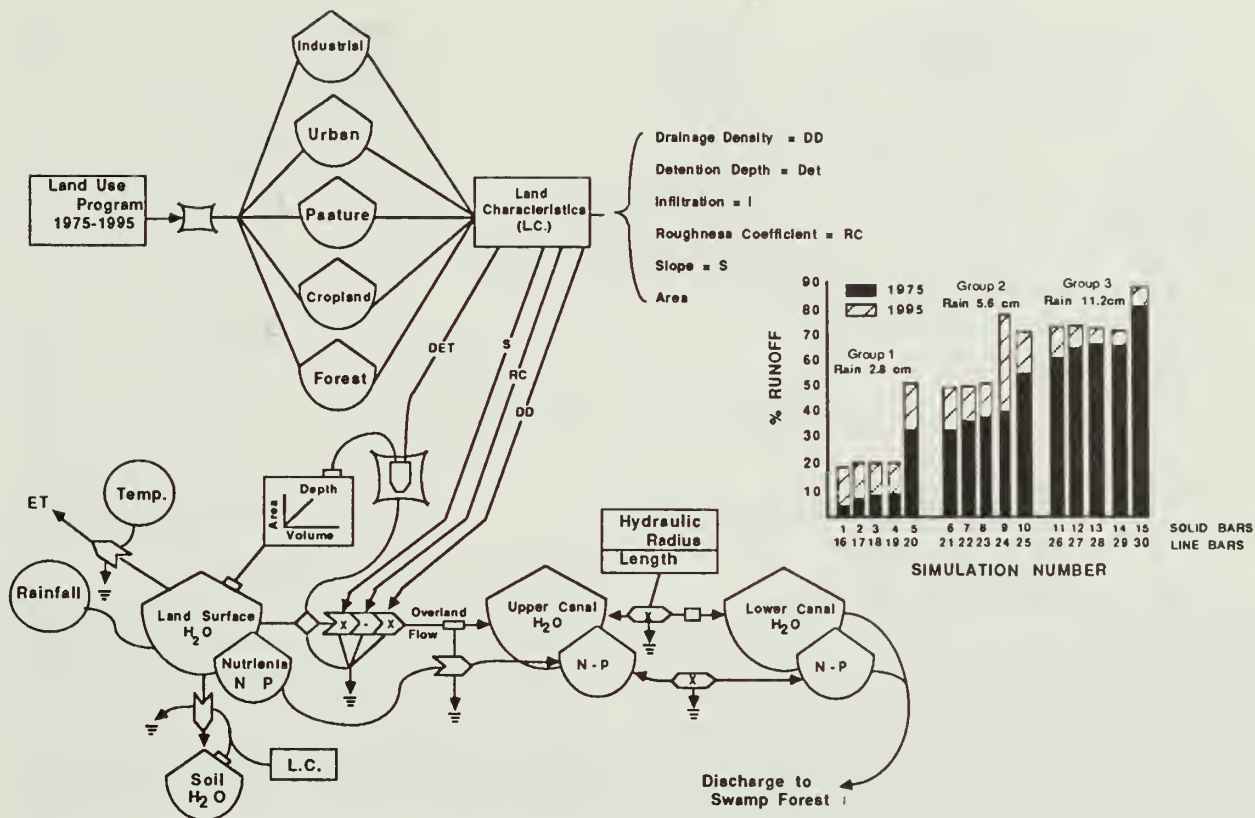 Industrial
Urban
Pasture
Cropland
Forest
Land Use
Program
1975-1995
Land
Characteristics
(L.C.)
Drainage Density = DD
Detention Depth = Det
Infiltration = I
Roughness Coefficient = RC
Slope = S
Area
DET
S
RC
DD
% RUNOFF
90
80
70
60
50
40
30
20
10
1975
1995
Group 1
Rain 2.8 cm
Group 2
Rain 5.6 cm
Group 3
Rain 11.2cm
1 2 3 4 5 6 7 8 9 10 11 12 13 14 15 SOLID BARS
16 17 18 19 20 21 22 23 24 25 26 27 28 29 30 LINE BARS
SIMULATION NUMBER
ET
Temp.
Rainfall
Area
Depth
Volume
Land Surface
H2O
Nutrients
N P
Soil
H2O
L.C.
X - X
Overland
Flow
Hydraulic
Radius
Length
Upper Canal
H2O
N - P
X
X
Lower Canal
H2O
N - P
Discharge to
Swamp Forest